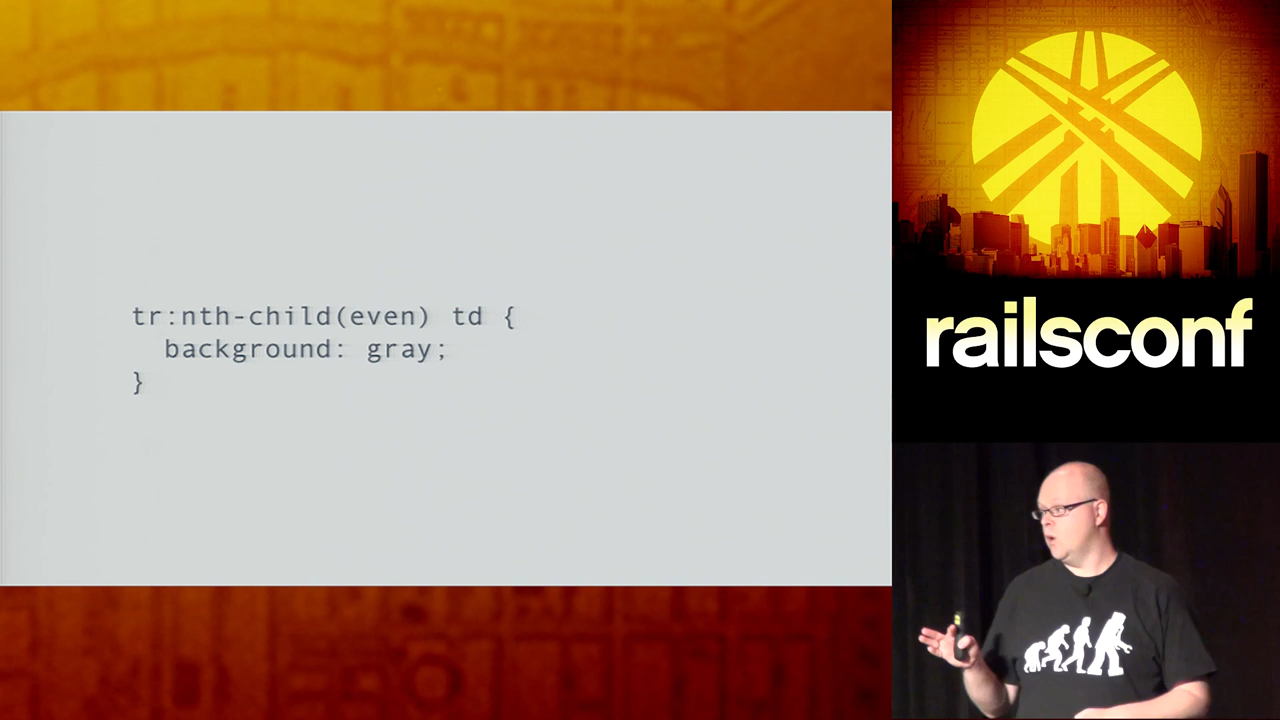 tr:nth-child(even) td {
  background: gray;
}
railsconf